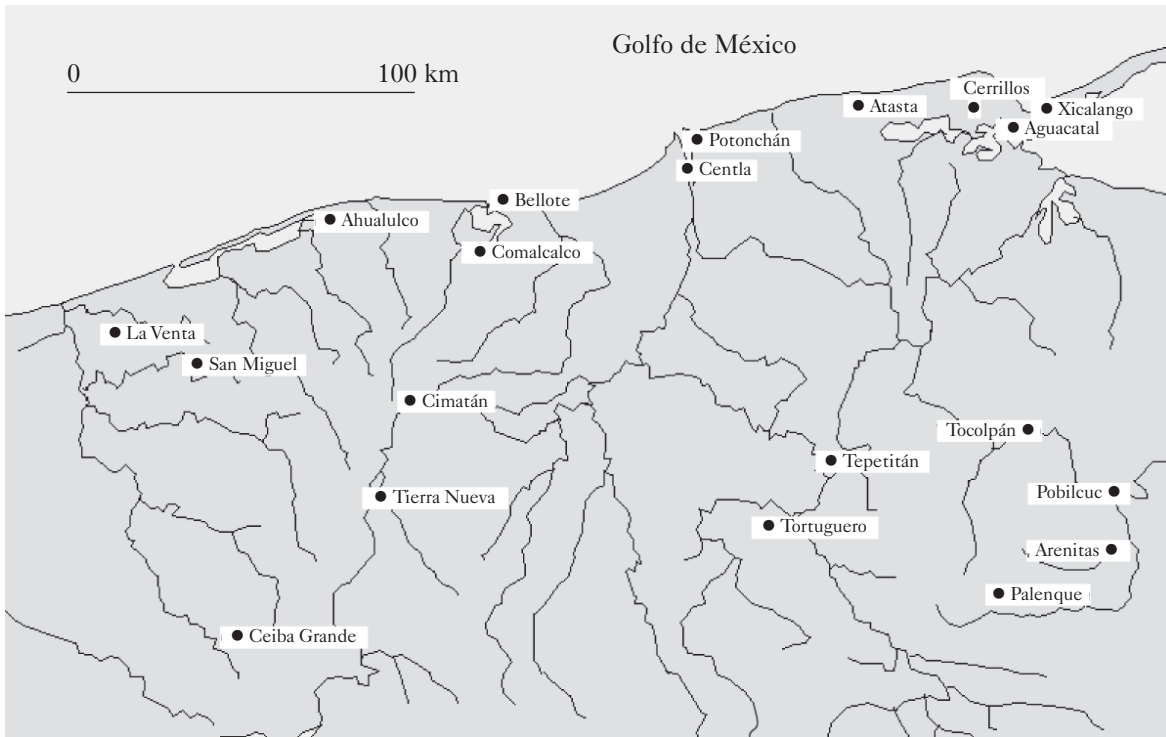 Golfo de México
0 100 km
Cerrillos
Atasta
Xicalango
Aguacatal
Potonchán
Centla
Bellote
Ahualulco
Comalcalco
La Venta
San Miguel
Cimatán
Tocolpán
Tepetitán
Pobilcuc
Tierra Nueva
Tortuguero
Arenitas
Palenque
Ceiba Grande